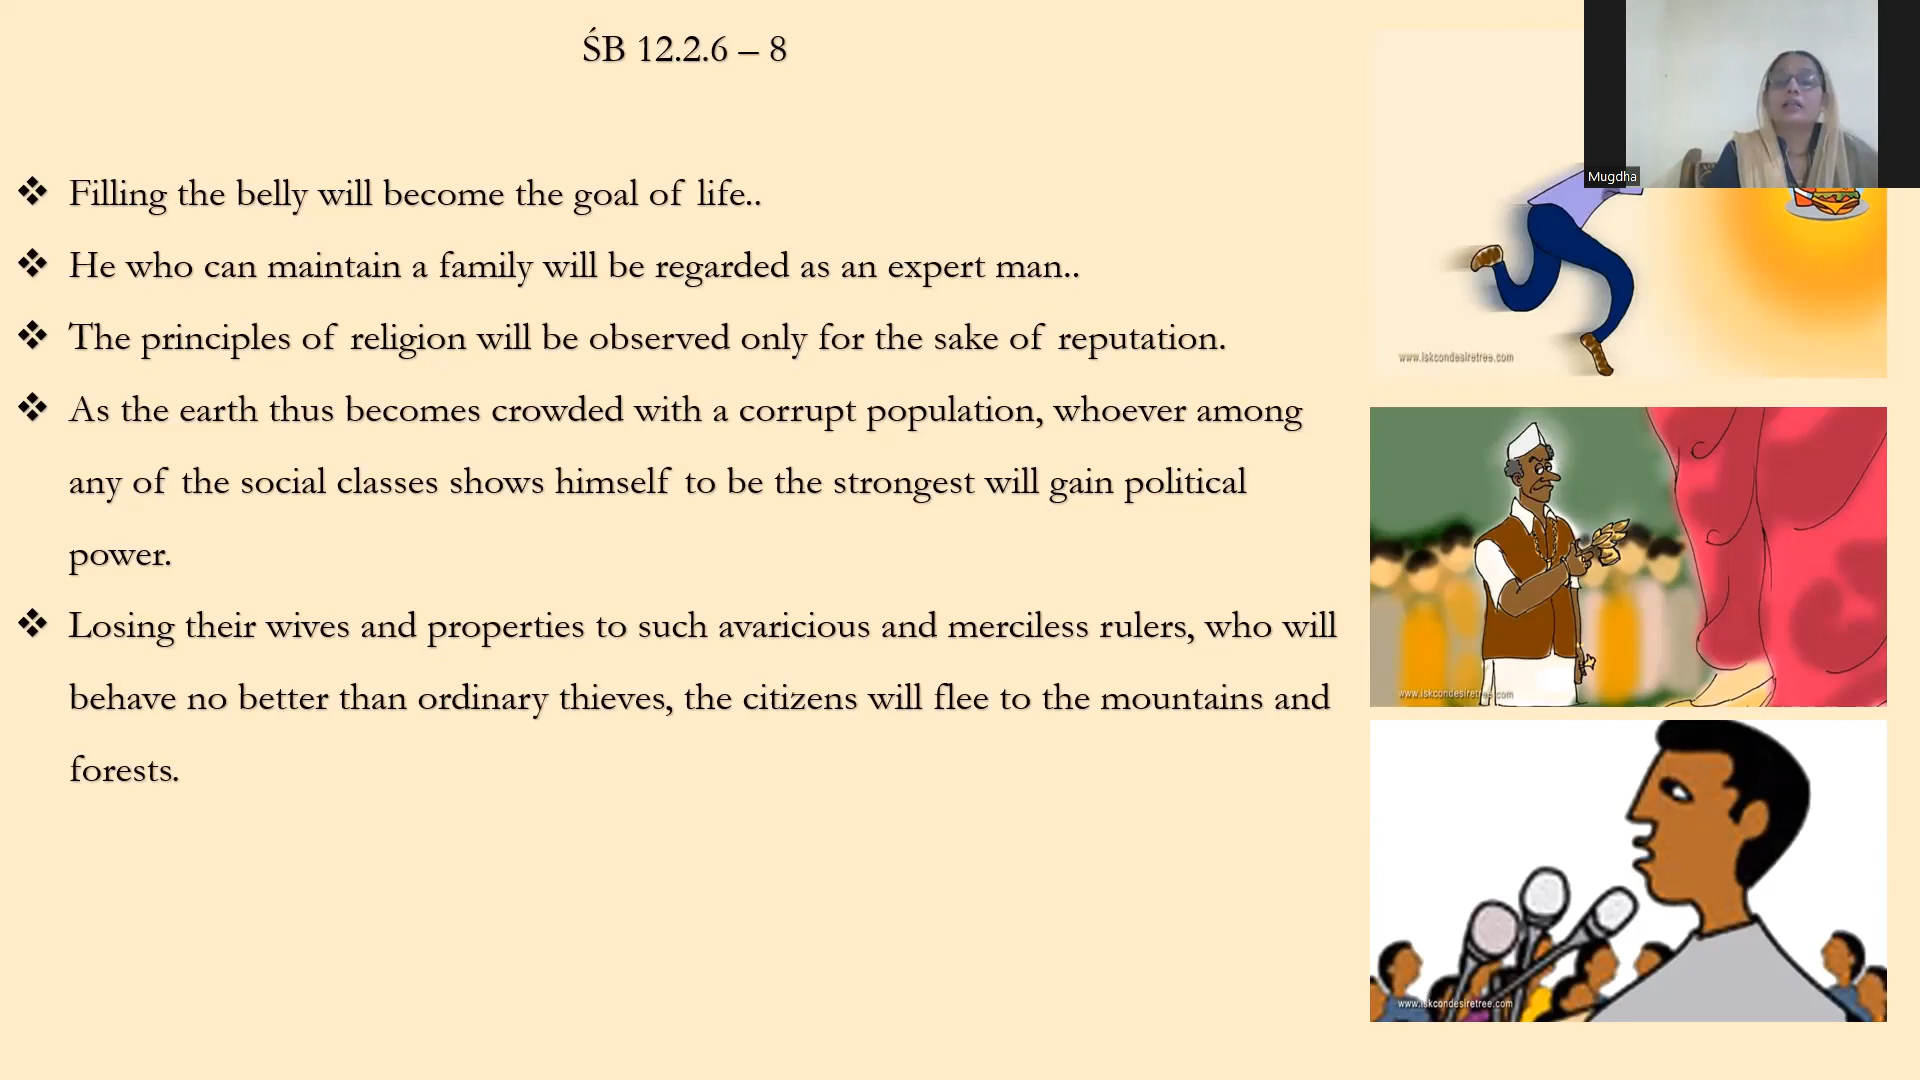 ŚB 12.2.6 – 8
Mugdha
❖ Filling the belly will become the goal of life..
❖ He who can maintain a family will be regarded as an expert man..
❖ The principles of religion will be observed only for the sake of reputation.
❖ As the earth thus becomes crowded with a corrupt population, whoever among
any of the social classes shows himself to be the strongest will gain political
power.
❖ Losing their wives and properties to such avaricious and merciless rulers, who will
behave no better than ordinary thieves, the citizens will flee to the mountains and
forests.
www.iskcondesiretree.com
www.iskcondesiretree.com
www.iskcondesiretree.com